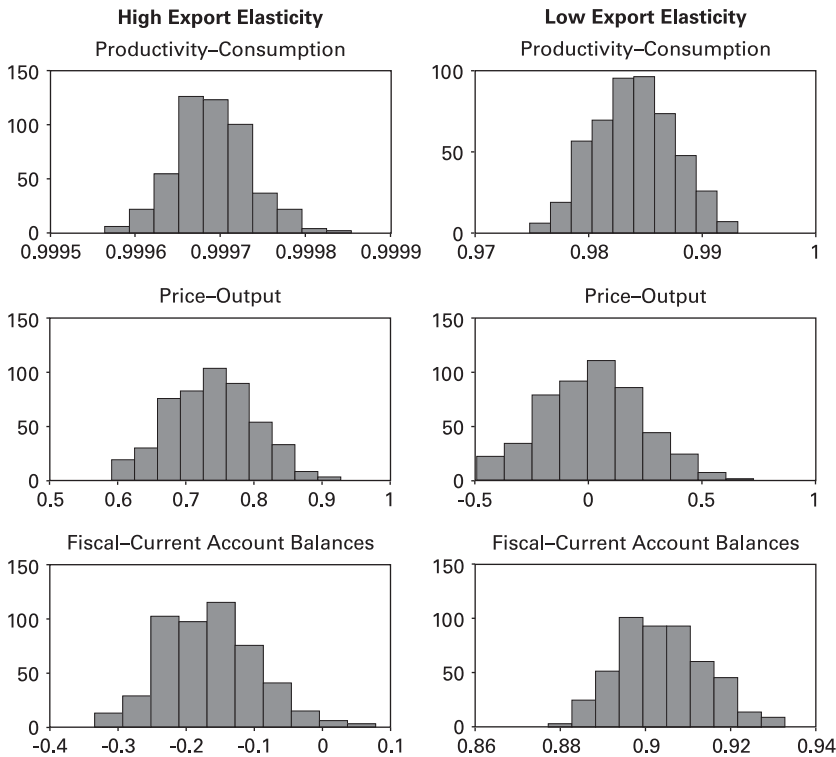 High Export Elasticity
Low Export Elasticity
Productivity–Consumption
Productivity–Consumption
150
100
50
0
0.9995 0.9996 0.9997 0.9998 0.9999
100
50
0
0.97 0.98 0.99 1
Price–Output
Price–Output
150
100
50
0
0.5 0.6 0.7 0.8 0.9 1
150
100
50
0
-0.5 0 0.5 1
Fiscal–Current Account Balances
Fiscal–Current Account Balances
150
100
50
0
-0.4 -0.3 -0.2 -0.1 0 0.1
150
100
50
0
0.86 0.88 0.9 0.92 0.94